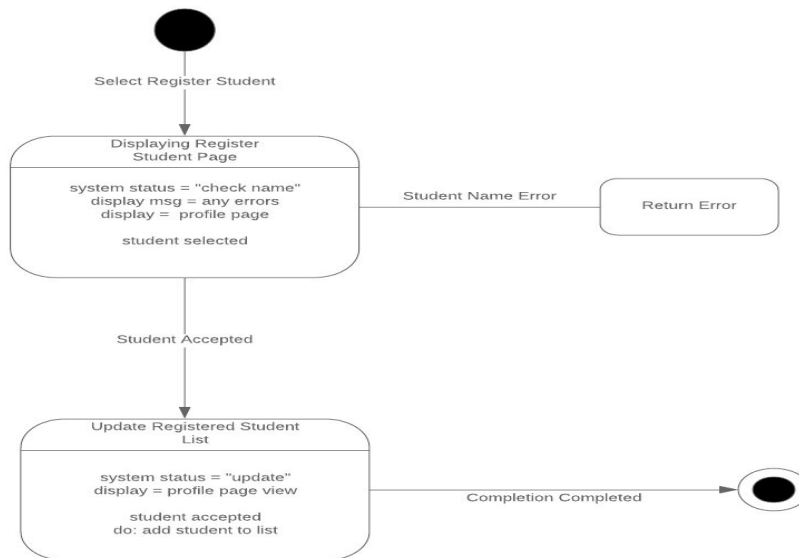 Select Register Student
Displaying Register
Student Page
system status = "check name"
display msg = any errors
display = profile page
student selected
Student Name Error
Return Error
Student Accepted
Update Registered Student
List
system status = "update"
display = profile page view
student accepted
do: add student to list
Completion Completed